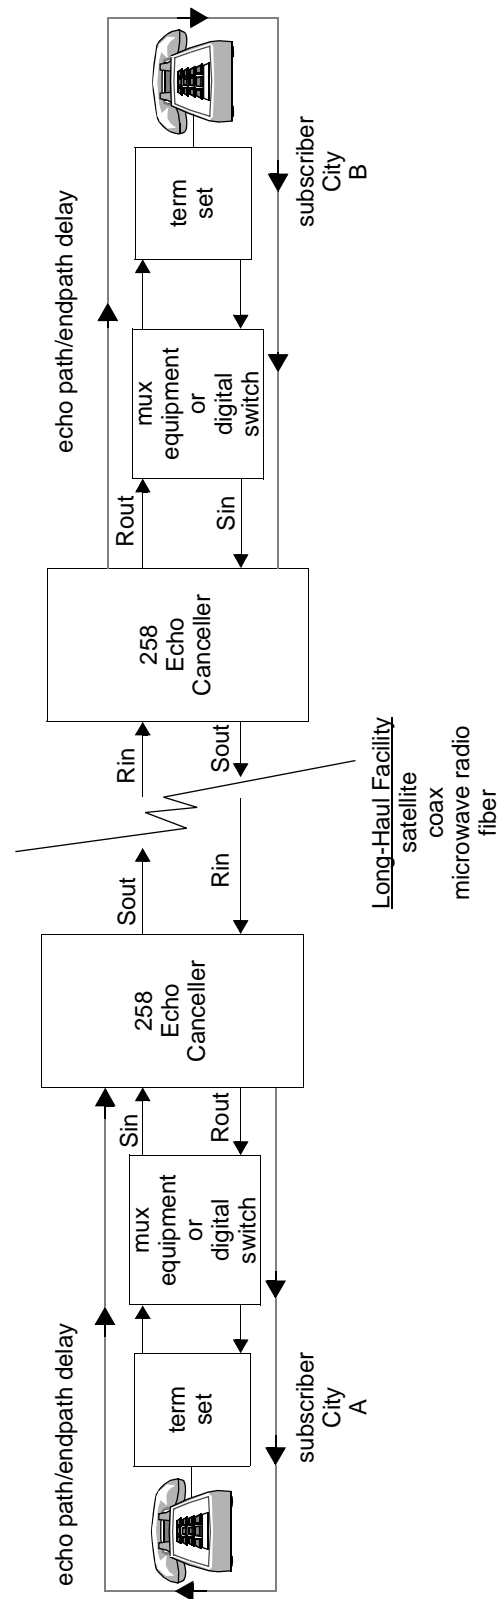 echo path/endpath delay
subscriber
City
A
term
set
mux
equipment
or
digital
switch
Sin
Rout
258
Echo
Canceller
Sout
Rin
Long-Haul Facility
satellite
coax
microwave radio
fiber
Rin
Sout
258
Echo
Canceller
Rout
Sin
mux
equipment
or
digital
switch
term
set
echo path/endpath delay
subscriber
City
B